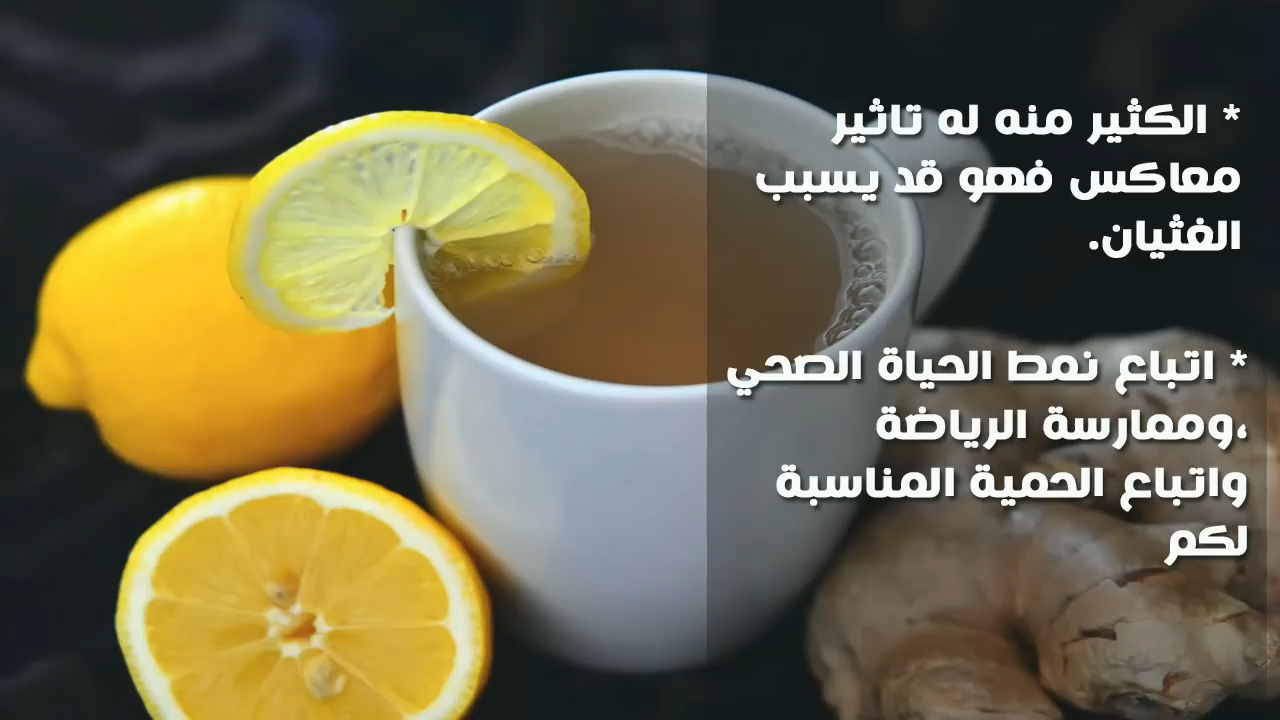 * الكثير منه له تاثير
معاكس فهو قد يسبب
الغثيان.
* اتباع نمط الحياة الصحي
،وممارسة الرياضة
واتباع الحمية المناسبة
لكم